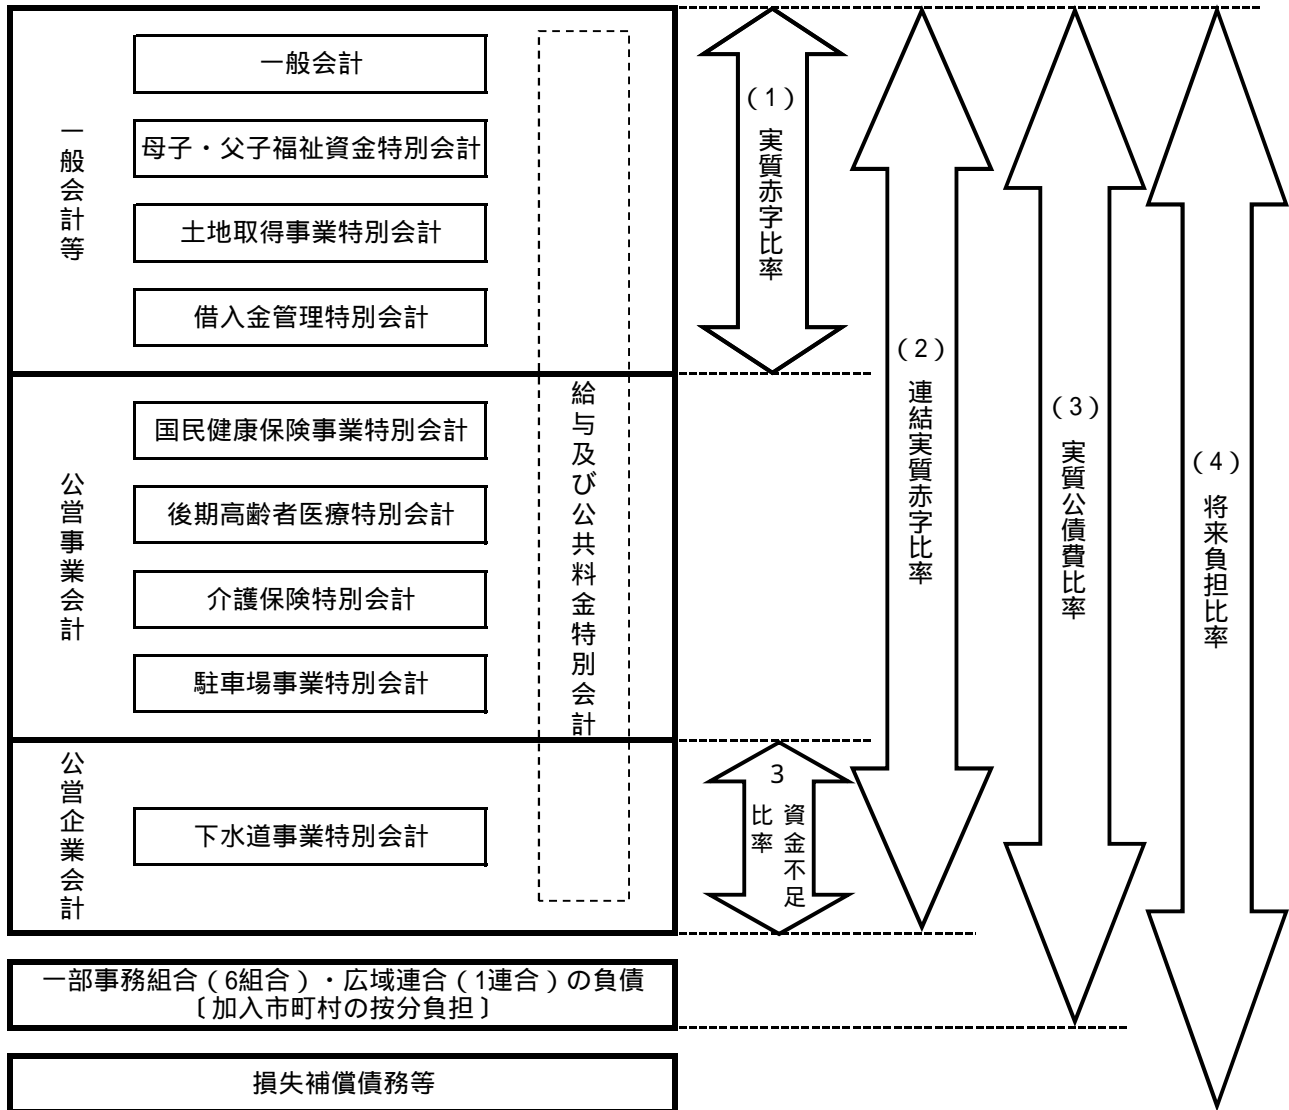 一般会計等
一般会計
母子・父子福祉資金特別会計
土地取得事業特別会計
借入金管理特別会計
公営事業会計
国民健康保険事業特別会計
後期高齢者医療特別会計
介護保険特別会計
駐車場事業特別会計
公営企業会計
下水道事業特別会計
給与及び公共料金特別会計
一部事務組合（6組合）・広域連合（1連合）の負債
〔加入市町村の按分負担〕
損失補償債務等
（1）実質赤字比率
3
資金不足
比率
（2）連結実質赤字比率
（3）実質公債費比率
（4）将来負担比率